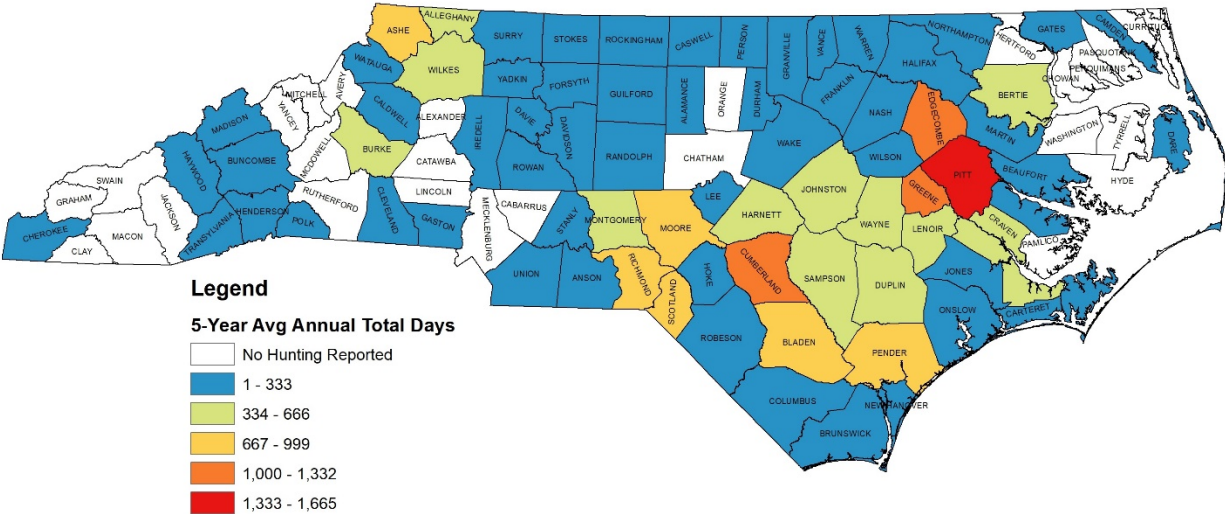 ALLEGHANY
ASHE
SURRY
STOKES
ROCKINGHAM
CASWELL
PERSON
GRANVILLE
VANCE
WARREN
NORTHAMPTON
HERTFORD
GATES
CAMDEN
CURRITUCK
PASQUOTANK
PERQUIMANS
CHOWAN
HALIFAX
BERTIE
WATAUGA
WILKES
YADKIN
FORSYTH
GUILFORD
ALAMANCE
ORANGE
DURHAM
FRANKLIN
NASH
EDGECOMBE
MARTIN
WASHINGTON
TYRRELL
DARE
AVERY
MITCHELL
YANCEY
MADISON
CALDWELL
ALEXANDER
IREDELL
DAVIE
DAVIDSON
RANDOLPH
CHATHAM
WAKE
WILSON
PITT
BEAUFORT
HYDE
BURKE
MCDOWELL
BUNCOMBE
HAYWOOD
CATAWBA
ROWAN
SWAIN
GRAHAM
JACKSON
RUTHERFORD
LINCOLN
CLEVELAND
GASTON
MECKLENBURG
CABARRUS
STANLY
MONTGOMERY
MOORE
LEE
HARNETT
JOHNSTON
WAYNE
GREENE
LENOIR
CRAVEN
PAMLICO
CHEROKEE
CLAY
MACON
TRANSYLVANIA
HENDERSON
POLK
UNION
ANSON
RICHMOND
SCOTLAND
HOKE
CUMBERLAND
SAMPSON
DUPLIN
JONES
ONSLOW
CARTERET
ROBESON
BLADEN
PENDER
COLUMBUS
NEW HANOVER
BRUNSWICK
Legend
5-Year Avg Annual Total Days
No Hunting Reported
1 - 333
334 - 666
667 - 999
1,000 - 1,332
1,333 - 1,665